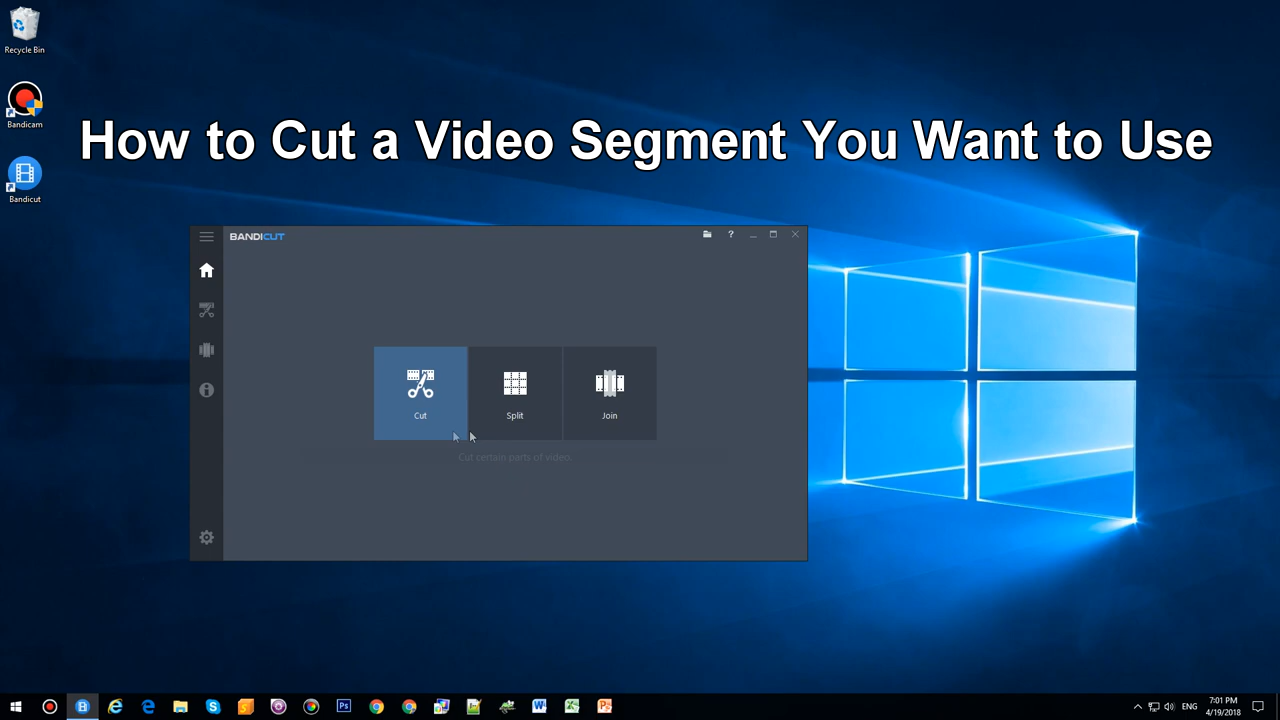 Recycle Bin
Bandicam
Bandicut
How to Cut a Video Segment You Want to Use
BANDICUT
Cut
Split
Join
Cut certain parts of video.
ENG
7:01 PM
4/19/2018